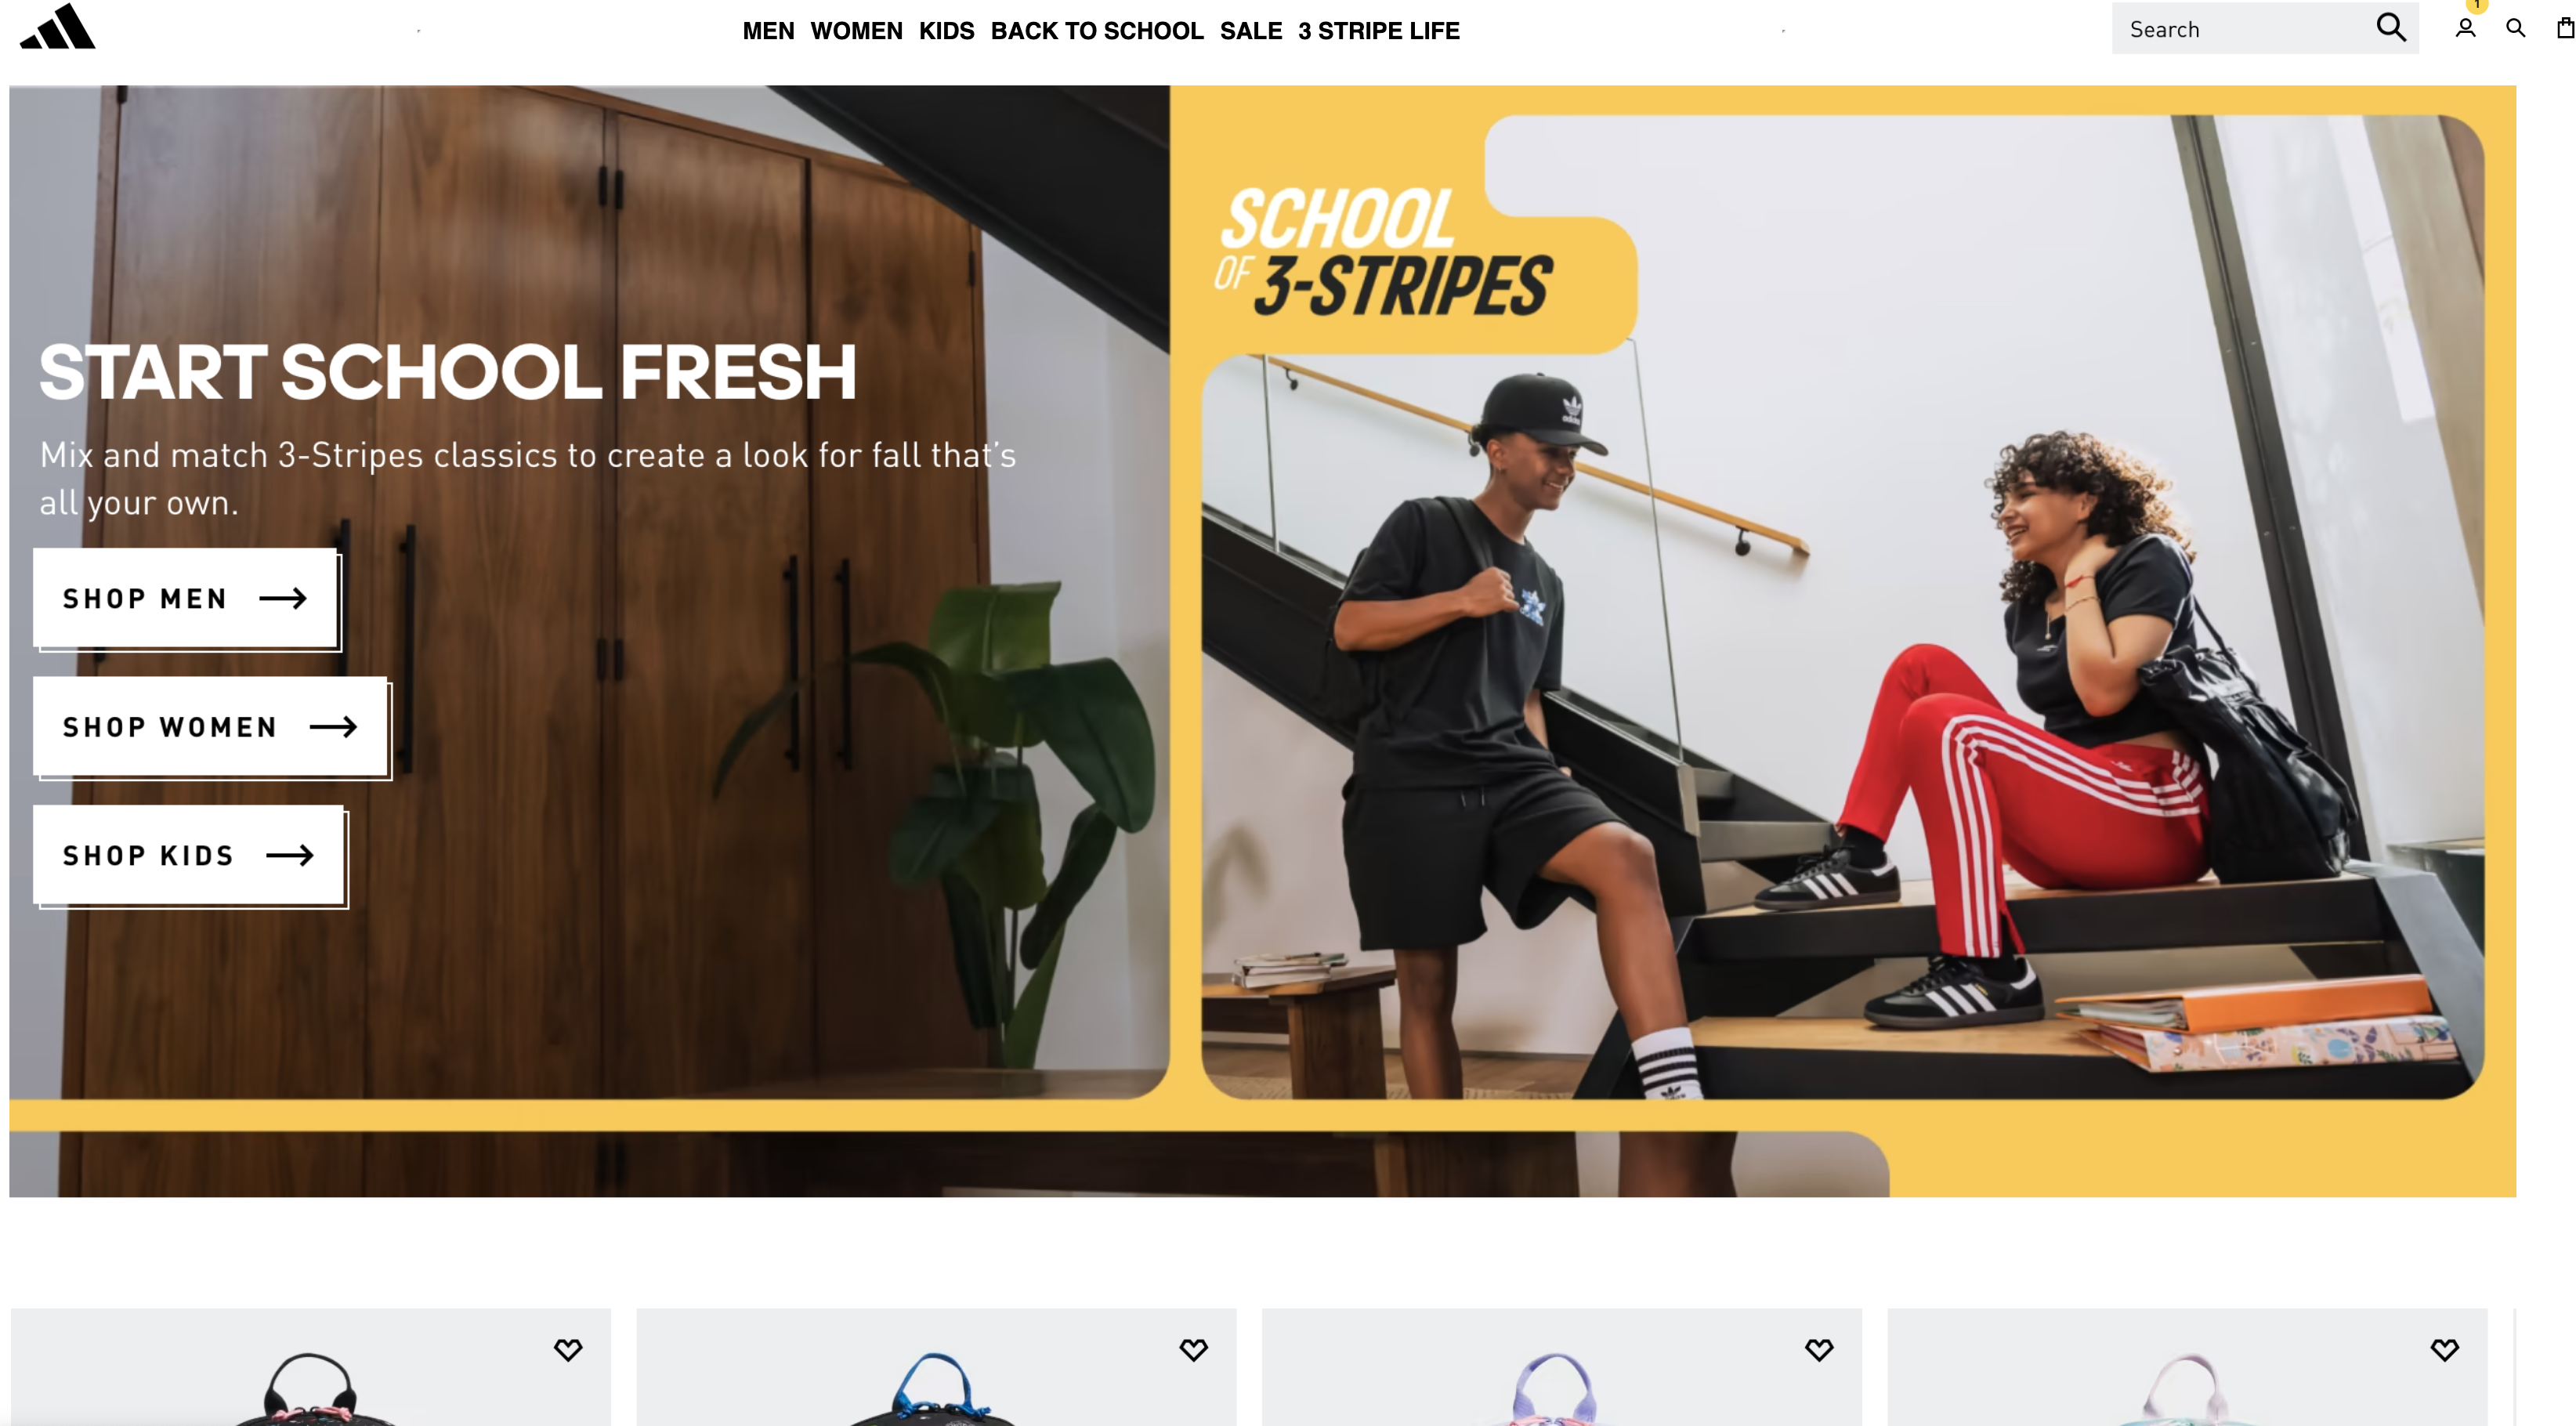 MEN WOMEN KIDS BACK TO SCHOOL SALE 3 STRIPE LIFE
Search
1
START SCHOOL FRESH
Mix and match 3-Stripes classics to create a look for fall that's
all your own.
SHOP MEN
SHOP WOMEN
SHOP KIDS
SCHOOL
OF 3-STRIPES
adidas